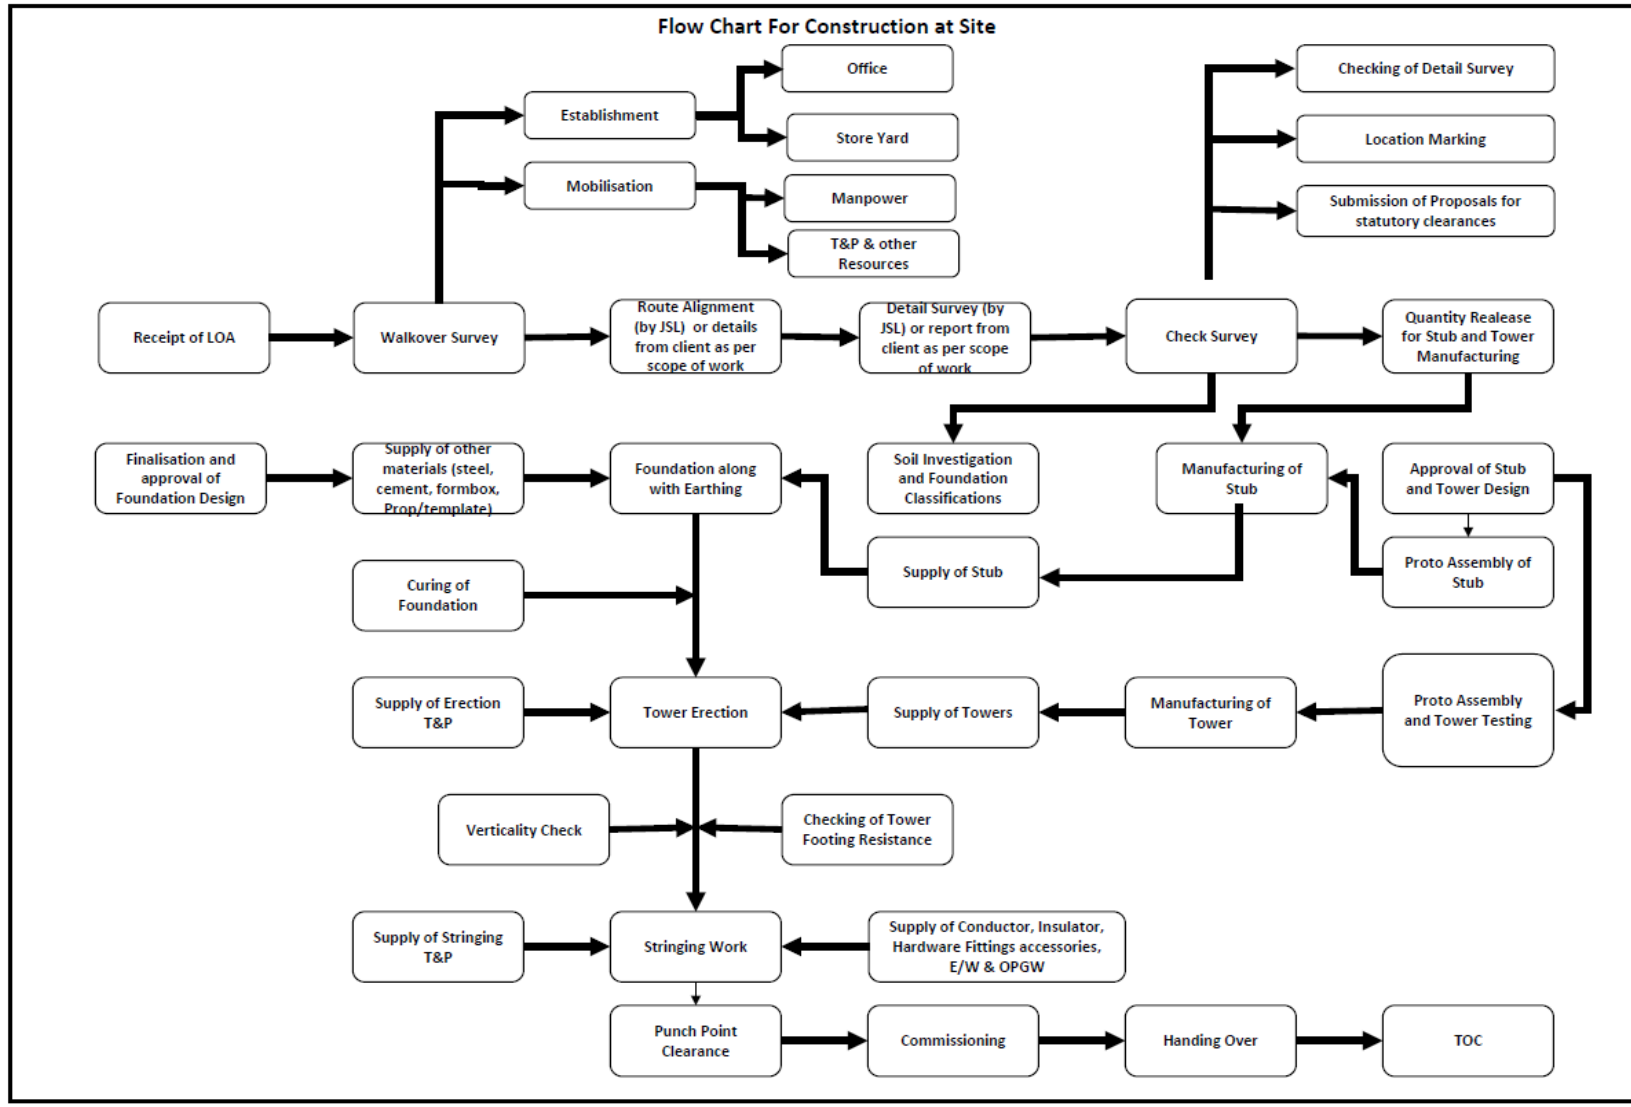 Flow Chart For Construction at Site
Office
Checking of Detail Survey
Establishment
Store Yard
Location Marking
Mobilisation
Manpower
Submission of Proposals for
statutory clearances
T&P & other
Resources
Receipt of LOA
Walkover Survey
Route Alignment
(by JSL) or details
from client as per
scope of work
Detail Survey (by
JSL) or report from
client as per scope
of work
Check Survey
Quantity Realease
for Stub and Tower
Manufacturing
Finalisation and
approval of
Foundation Design
Supply of other
materials (steel,
cement, formbox,
Prop/template)
Foundation along
with Earthing
Soil Investigation
and Foundation
Classifications
Manufacturing of
Stub
Approval of Stub
and Tower Design
Curing of
Foundation
Supply of Stub
Proto Assembly of
Stub
Supply of Erection
T&P
Tower Erection
Supply of Towers
Manufacturing of
Tower
Proto Assembly
and Tower Testing
Verticality Check
Checking of Tower
Footing Resistance
Supply of Stringing
T&P
Stringing Work
Supply of Conductor, Insulator,
Hardware Fittings accessories,
E/W & OPGW
Punch Point
Clearance
Commissioning
Handing Over
TOC